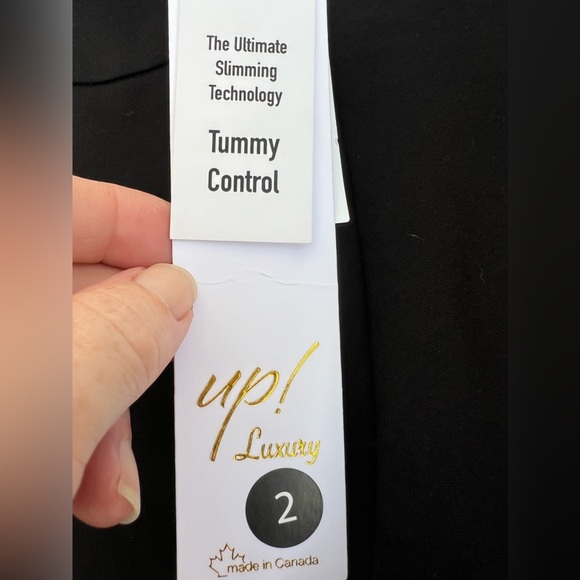 The Ultimate
Slimming
Technology
Tummy
Control
up!
Luxury
2
made in Canada